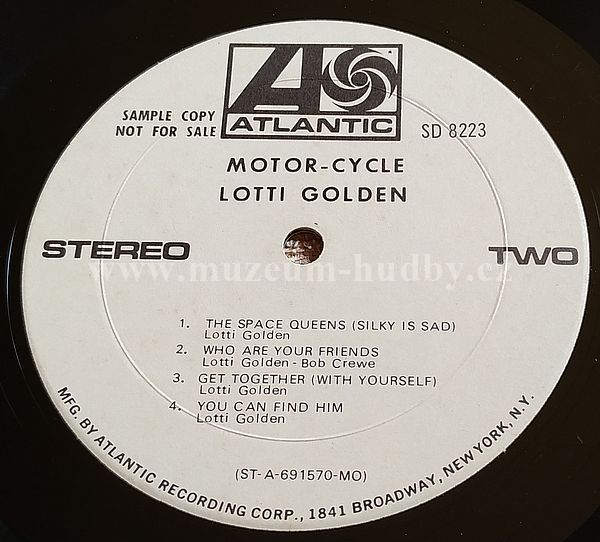 ATLANTIC
SAMPLE COPY
NOT FOR SALE
SD 8223
MOTOR-CYCLE
LOTTI GOLDEN
STEREO
TWO
www.muzeum-hudby.cz
1. THE SPACE QUEENS (SILKY IS SAD)
Lotti Golden
2. WHO ARE YOUR FRIENDS
Lotti Golden - Bob Crewe
3. GET TOGETHER (WITH YOURSELF)
Lotti Golden
4. YOU CAN FIND HIM
Lotti Golden
(ST-A-691570-MO)
MFG. BY ATLANTIC RECORDING CORP., 1841 BROADWAY, NEW YORK, N.Y.